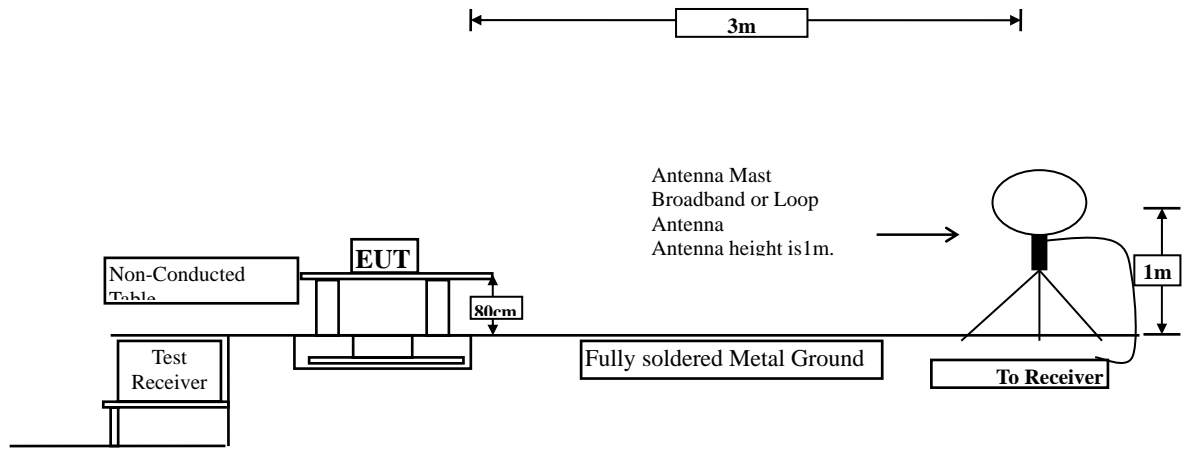 3m
Antenna Mast
Broadband or Loop
Antenna
Antenna height is1m.
EUT
Non-Conducted
Table
80cm
1m
Test
Receiver
Fully soldered Metal Ground
To Receiver